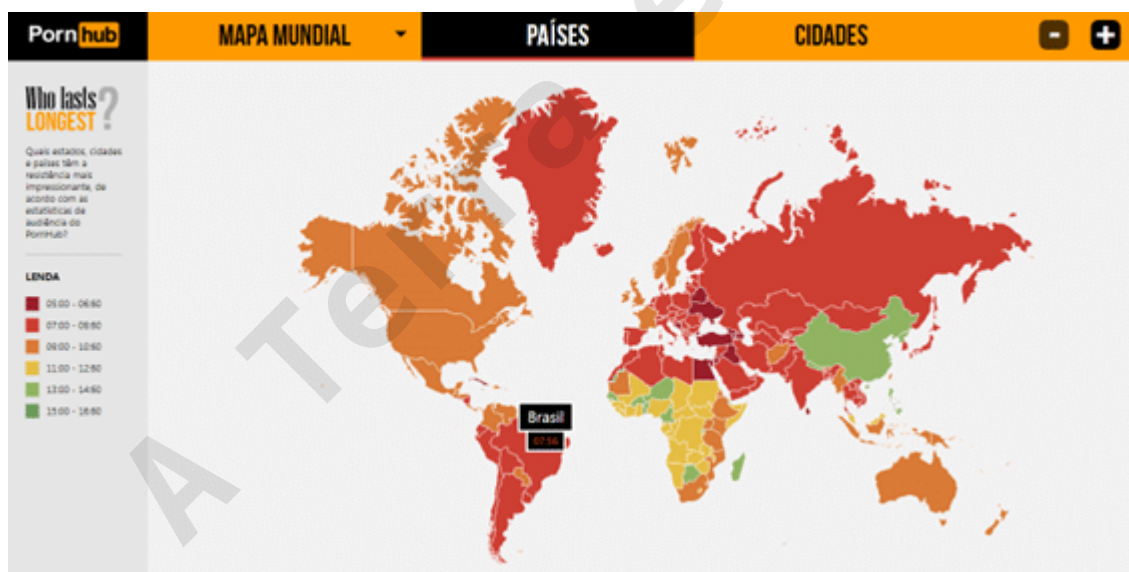 Pornhub
MAPA MUNDIAL
PAÍSES
CIDADES
-
+
Who lasts
LONGEST?
Quais estados, cidades
e países têm a
resistência mais
impressionante, de
acordo com as
estatísticas de
audiência do
PornHub?
LENDA
05:00 - 06:60
07:00 - 08:60
09:00 - 10:60
11:00 - 12:60
13:00 - 14:60
15:00 - 16:60
Brasil
07:56
A Terra é